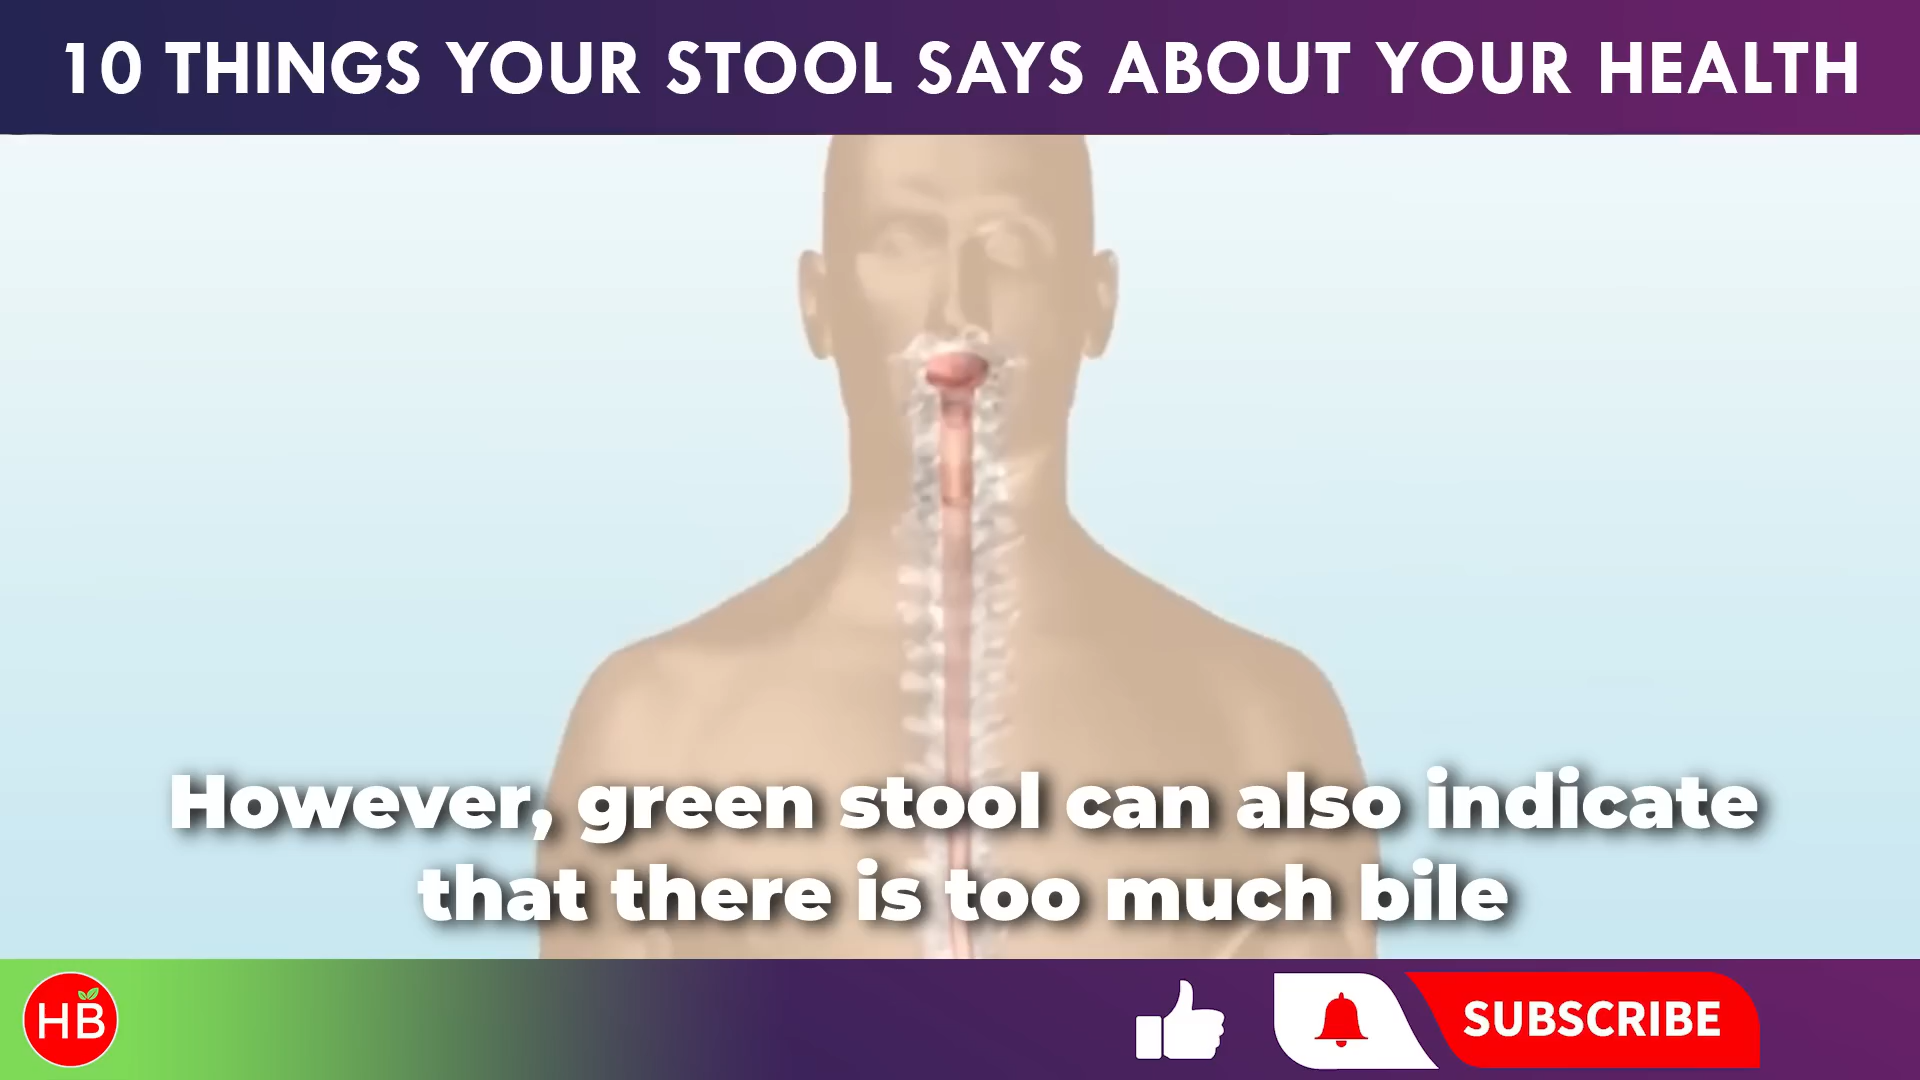 10 THINGS YOUR STOOL SAYS ABOUT YOUR HEALTH
However, green stool can also indicate
that there is too much bile
HB
SUBSCRIBE